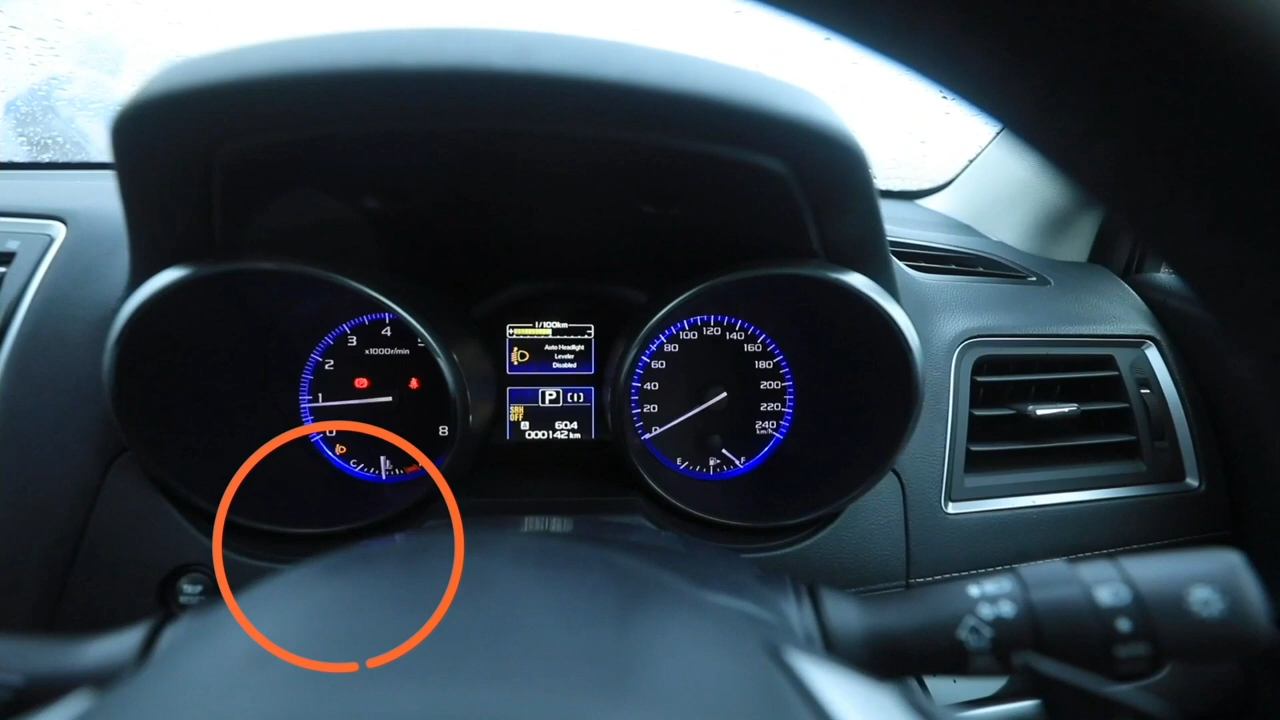 l/100km
Auto Headlight
Leveler
Disabled
P
SRH
OFF
A
60.4
000142 km
0
1
2
3
4
8
x1000r/min
C
0
20
40
60
80
100
120
140
160
180
200
220
240
km/h
E
F